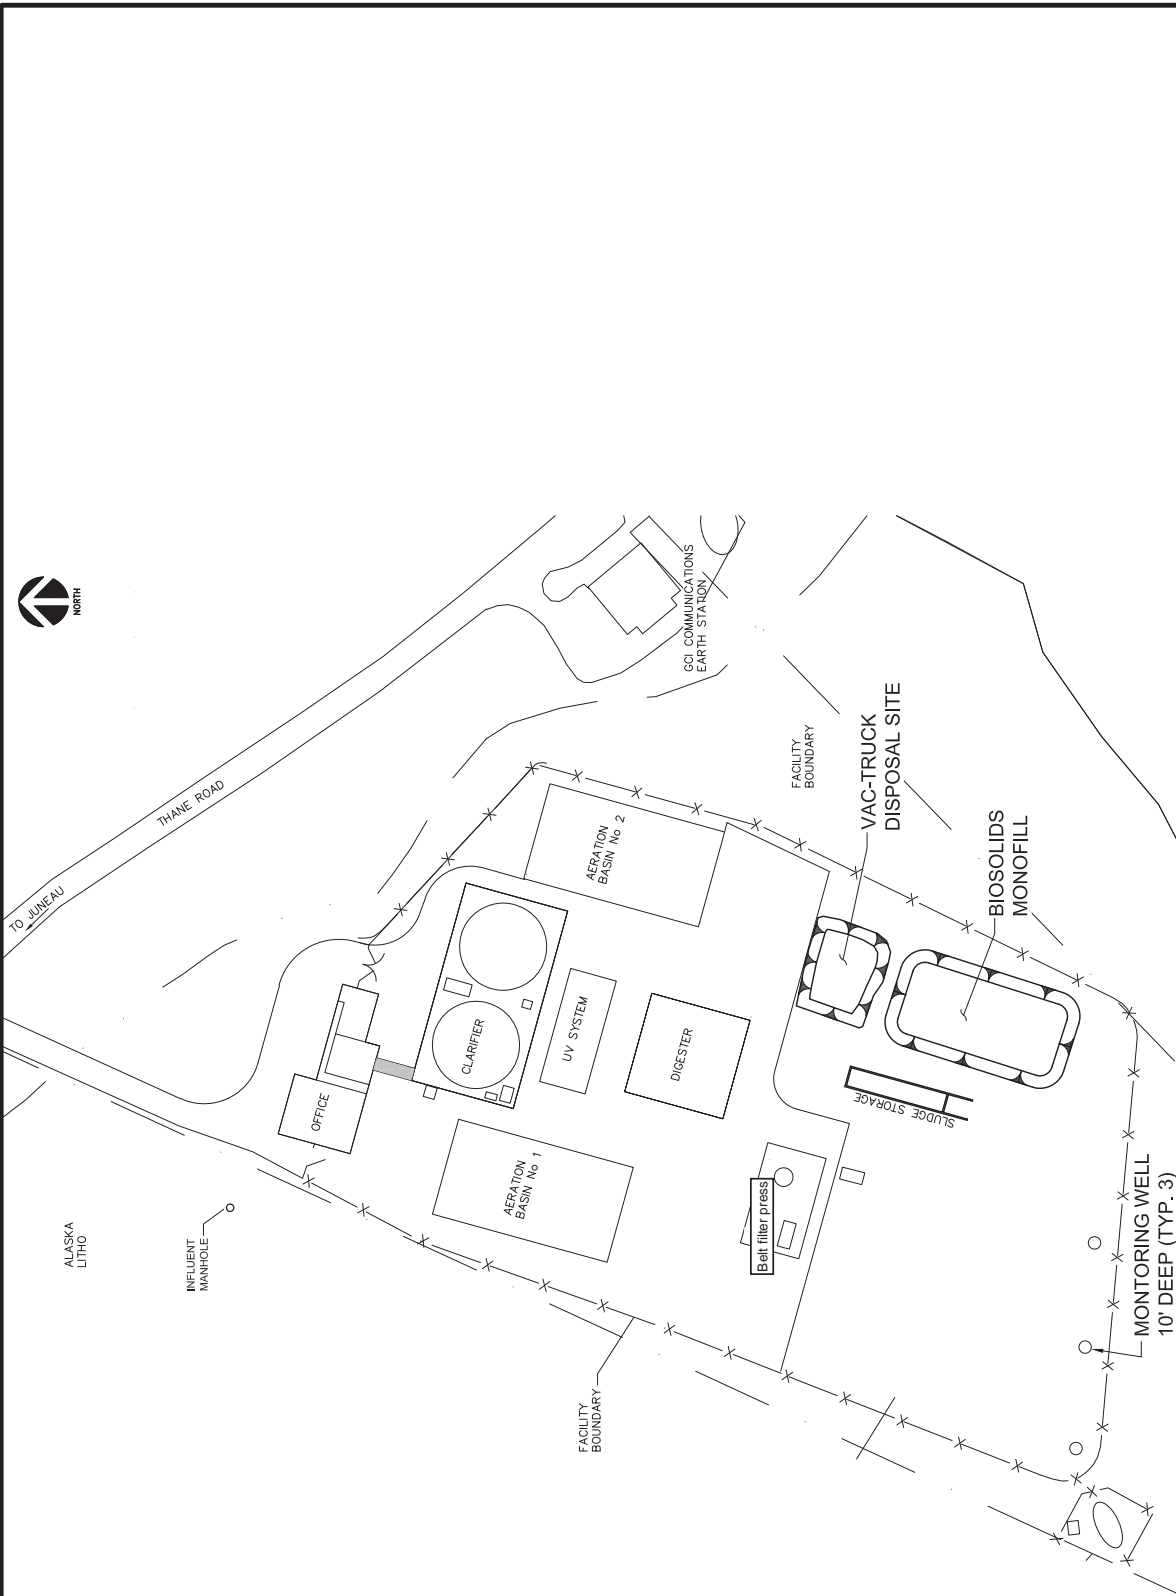 NORTH
TO JUNEAU
THANE ROAD
GCI COMMUNICATIONS
EARTH STATION
ALASKA
LITHO
INFLUENT
MANHOLE
OFFICE
CLARIFIER
UV SYSTEM
AERATION
BASIN No 2
AERATION
BASIN No 1
DIGESTER
FACILITY
BOUNDARY
VAC-TRUCK
DISPOSAL SITE
BIOSOLIDS
MONOFILL
SLUDGE STORAGE
Belt filter press
FACILITY
BOUNDARY
MONTORING WELL
10' DEEP (TYP. 3)